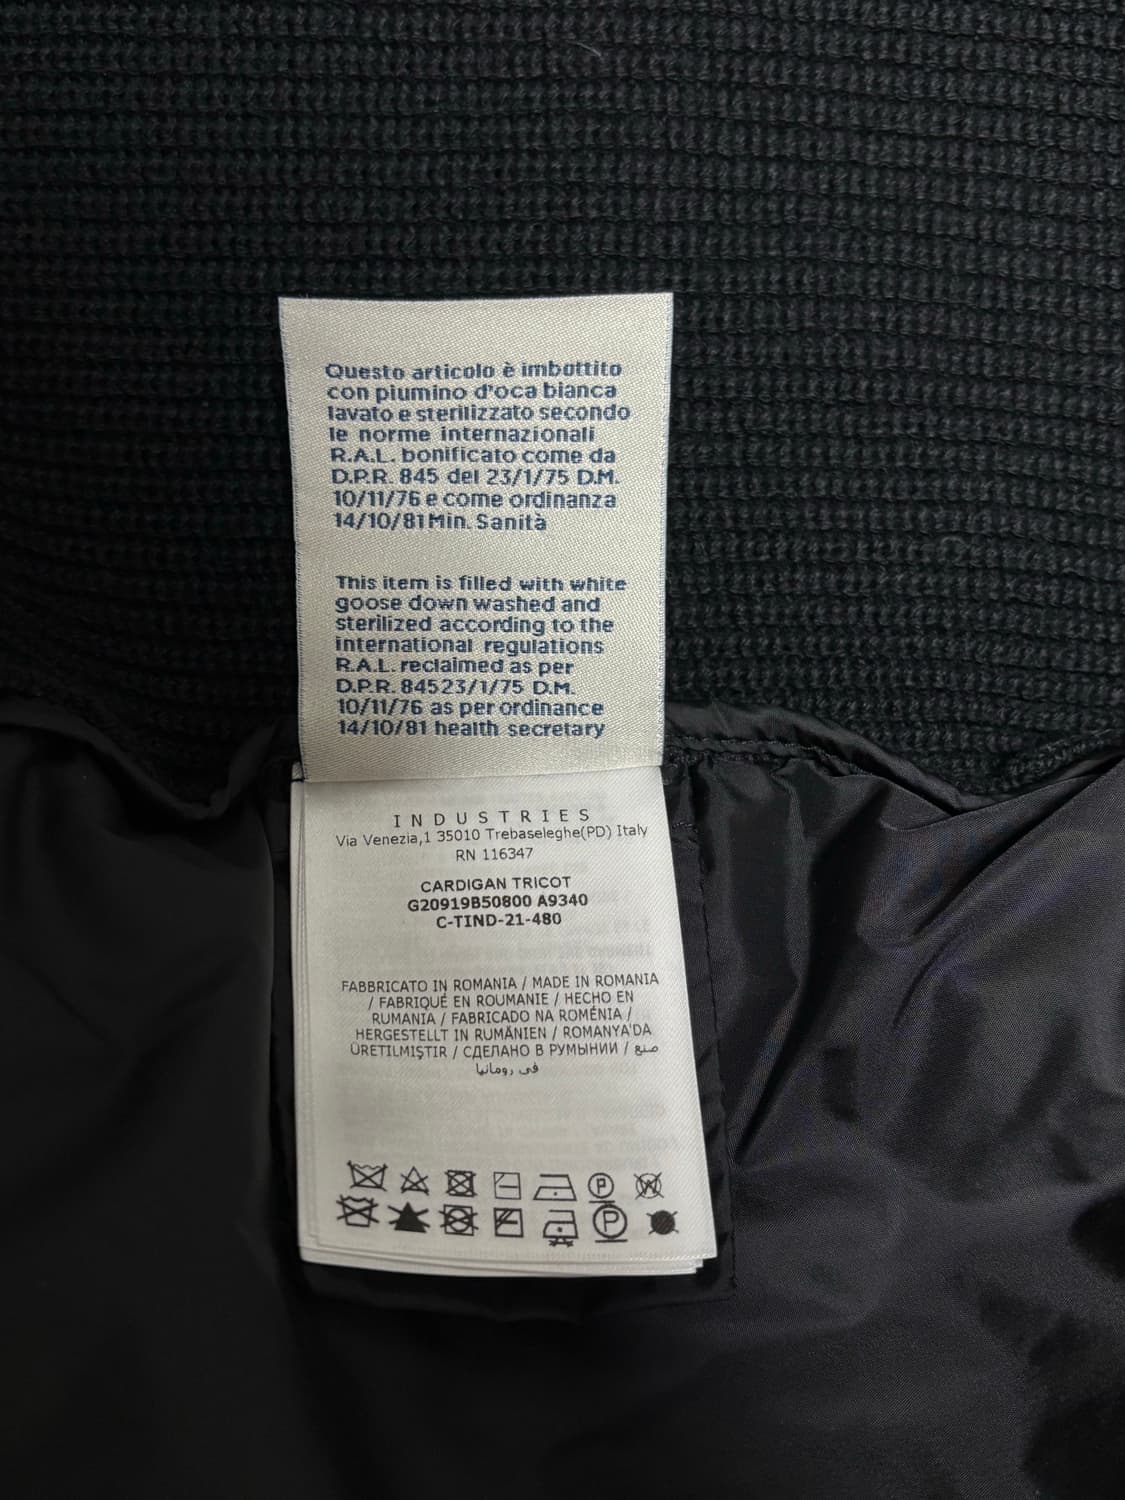 Questo articolo è imbottito
con piumino d'oca bianca
lavato e sterilizzato secondo
le norme internazionali
R.A.L. bonificato come da
D.P.R. 845 del 23/1/75 D.M.
10/11/76 e come ordinanza
14/10/81 Min. Sanità
This item is filled with white
goose down washed and
sterilized according to the
international regulations
R.A.L. reclaimed as per
D.P.R. 84523/1/75 D.M.
10/11/76 as per ordinance
14/10/81 health secretary
INDUSTRIES
Via Venezia,1 35010 Trebaseleghe(PD) Italy
RN 116347
CARDIGAN TRICOT
G20919B50800 A9340
C-TIND-21-480
FABBRICATO IN ROMANIA / MADE IN ROMANIA
/ FABRIQUÉ EN ROUMANIE / HECHO EN
RUMANIA / FABRICADO NA ROMÉNIA /
HERGESTELLT IN RUMÄNIEN / ROMANYA'DA
ÜRETILMIŞTIR / СДЕЛАНО В РУМЫНИИ / صنع
في رومانيا
P W
P